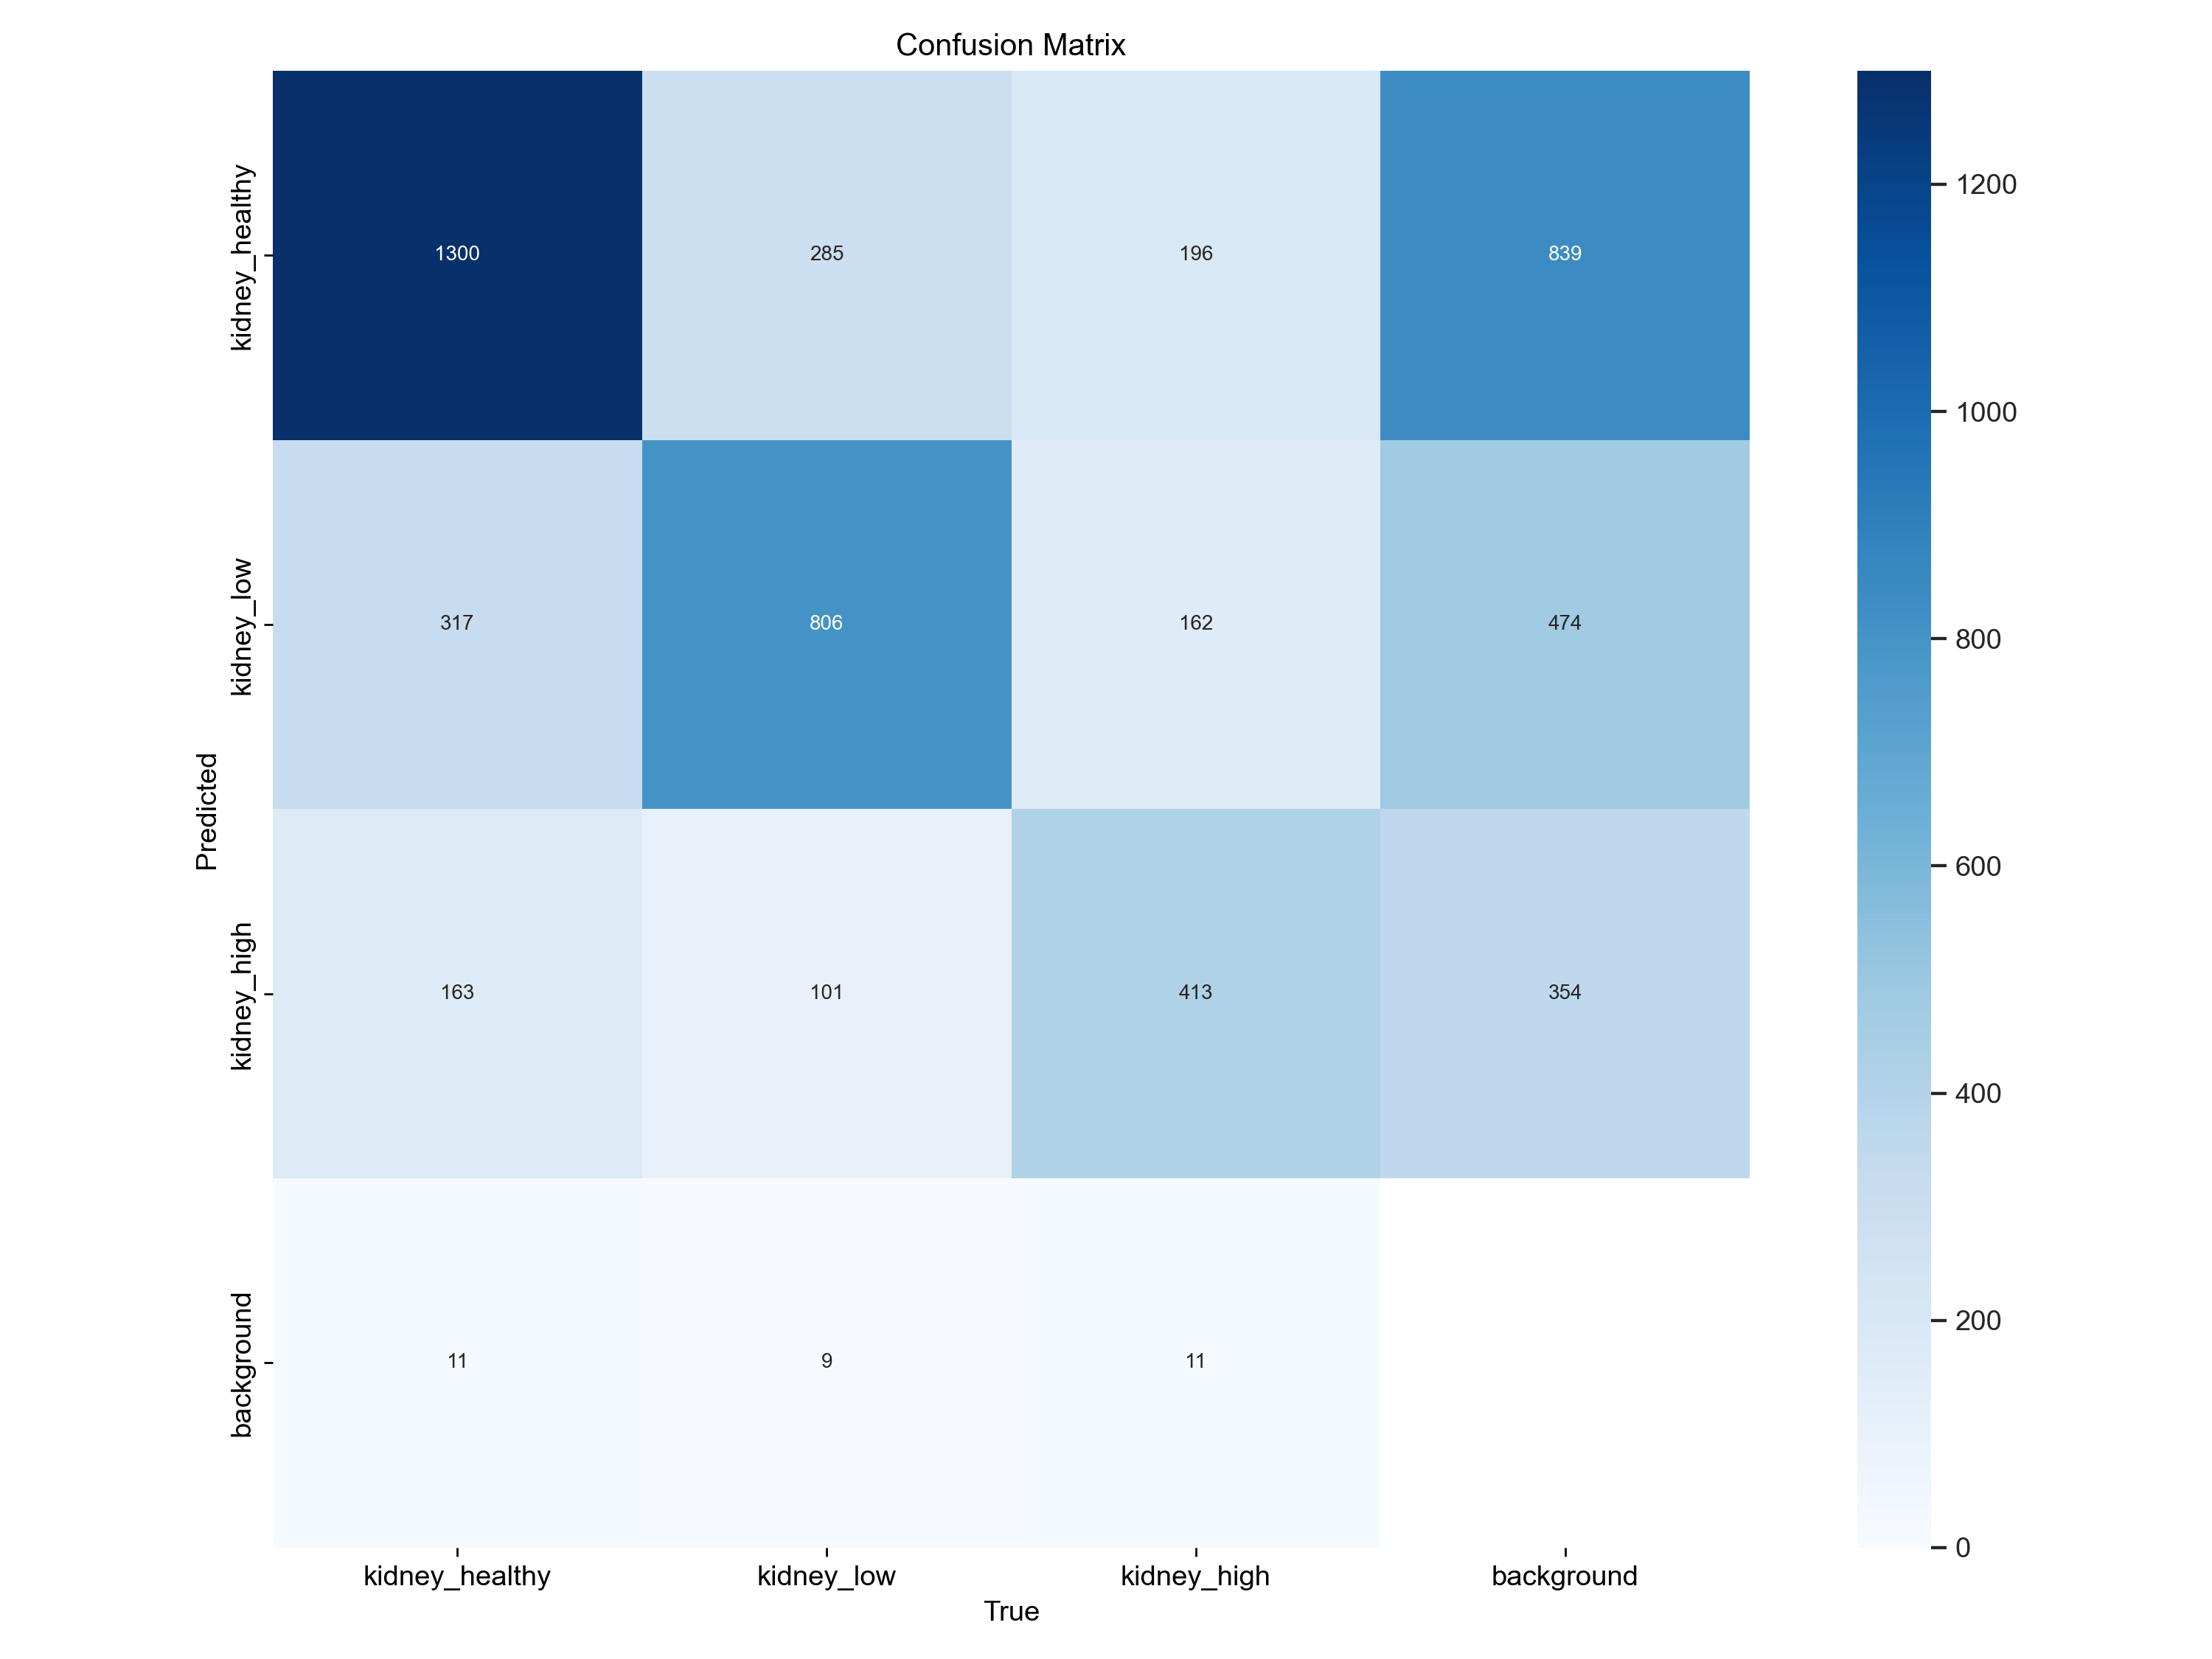 Confusion Matrix
kidney_healthy
1300 285 196 839
kidney_low
317 806 162 474
kidney_high
163 101 413 354
background
11 9 11
Predicted
kidney_healthy kidney_low kidney_high background
True
1200
1000
800
600
400
200
0